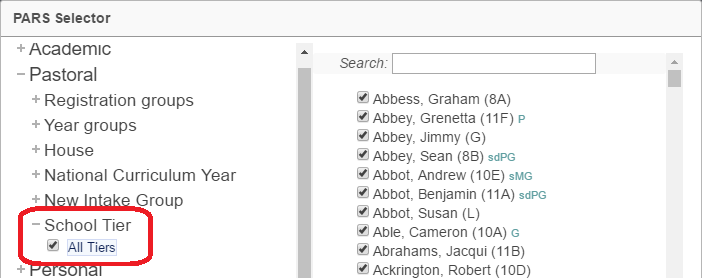 PARS Selector
+ Academic
− Pastoral
+ Registration groups
+ Year groups
+ House
+ National Curriculum Year
+ New Intake Group
− School Tier
All Tiers
+ Personal
Search:
Abbess, Graham (8A)
Abbey, Grenetta (11F) P
Abbey, Jimmy (G)
Abbey, Sean (8B) sdPG
Abbot, Andrew (10E) sMG
Abbot, Benjamin (11A) sdPG
Abbot, Susan (L)
Able, Cameron (10A) G
Abrahams, Jacqui (11B)
Ackrington, Robert (10D)